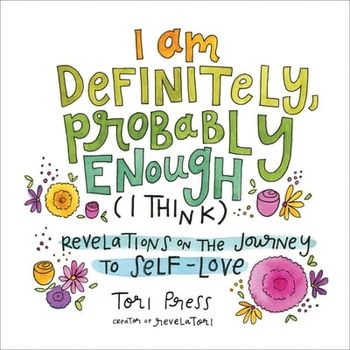 I am
DEFiNiTELY,
PRObAbLY
ENOUGH
(I THiNK)
REVELATiONS ON THE JOURNEY
TO SELF-LOVE
TORi PRESS
CREATOR OF REVELATORi